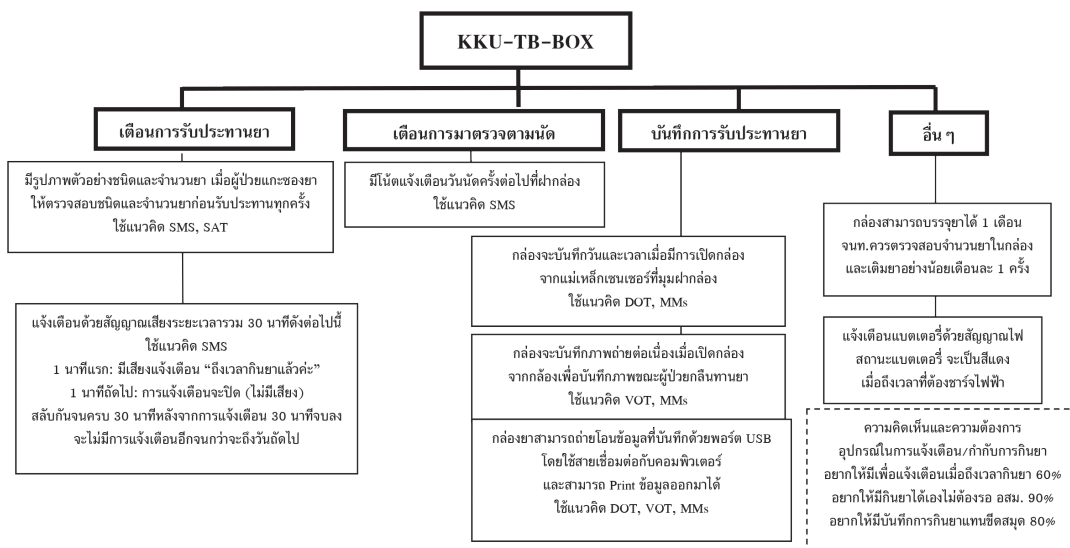 KKU-TB-BOX
เตือนการรับประทานยา
มีรูปภาพตัวอย่างชนิดและจำนวนยา เมื่อผู้ป่วยแกะซองยา
ให้ตรวจสอบชนิดและจำนวนยาก่อนรับประทานทุกครั้ง
ใช้แนวคิด SMS, SAT
แจ้งเตือนด้วยสัญญาณเสียงระยะเวลารวม 30 นาทีดังต่อไปนี้
ใช้แนวคิด SMS
1 นาทีแรก: มีเสียงแจ้งเตือน “ถึงเวลากินยาแล้วค่ะ”
1 นาทีถัดไป: การแจ้งเตือนจะปิด (ไม่มีเสียง)
สลับกันจนครบ 30 นาทีหลังจากการแจ้งเตือน 30 นาทีจบลง
จะไม่มีการแจ้งเตือนอีกจนกว่าจะถึงวันถัดไป
เตือนการมาตรวจตามนัด
มีโน้ตแจ้งเตือนวันนัดครั้งต่อไปที่ฝากล่อง
ใช้แนวคิด SMS
บันทึกการรับประทานยา
กล่องจะบันทึกวันและเวลาเมื่อมีการเปิดกล่อง
จากแม่เหล็กเซนเซอร์ที่มุมฝากล่อง
ใช้แนวคิด DOT, MMs
กล่องจะบันทึกภาพถ่ายต่อเนื่องเมื่อเปิดกล่อง
จากกล้องเพื่อบันทึกภาพขณะผู้ป่วยกลืนทานยา
ใช้แนวคิด VOT, MMs
กล่องยาสามารถถ่ายโอนข้อมูลที่บันทึกด้วยพอร์ต USB
โดยใช้สายเชื่อมต่อกับคอมพิวเตอร์
และสามารถ Print ข้อมูลออกมาได้
ใช้แนวคิด DOT, VOT, MMs
อื่น ๆ
กล่องสามารถบรรจุยาได้ 1 เดือน
จนท.ควรตรวจสอบจำนวนยาในกล่อง
และเติมยาอย่างน้อยเดือนละ 1 ครั้ง
แจ้งเตือนแบตเตอรี่ด้วยสัญญาณไฟ
สถานะแบตเตอรี่ จะเป็นสีแดง
เมื่อถึงเวลาที่ต้องชาร์จไฟฟ้า
ความคิดเห็นและความต้องการ
อุปกรณ์ในการแจ้งเตือน/กำกับการกินยา
อยากให้มีเพื่อแจ้งเตือนเมื่อถึงเวลากินยา 60%
อยากให้มีกินยาได้เองไม่ต้องรอ อสม. 90%
อยากให้มีบันทึกการกินยาแทนขีดสมุด 80%